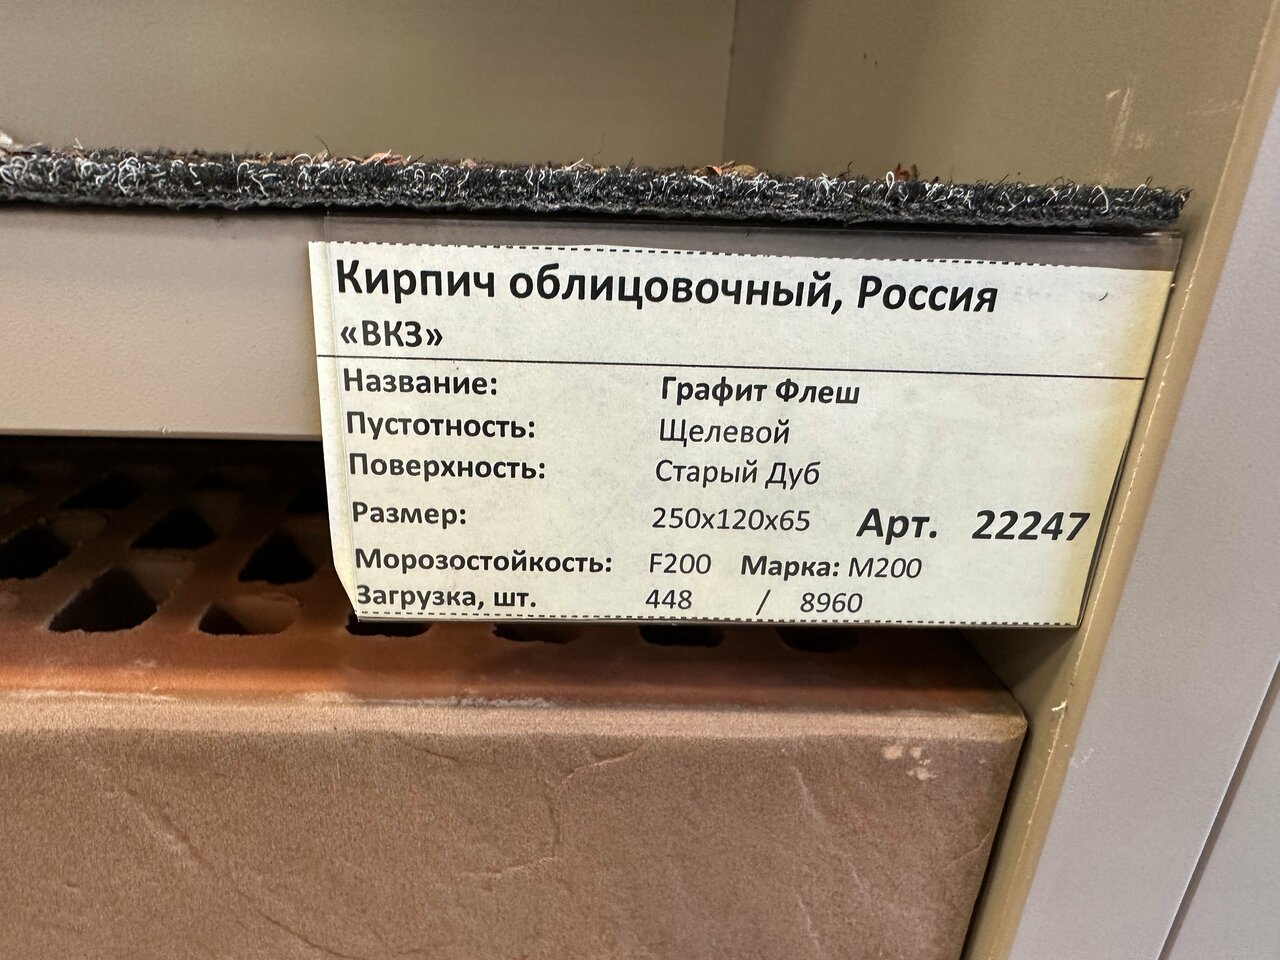 Кирпич облицовочный, Россия
«ВКЗ»
Название: Графит Флеш
Пустотность: Щелевой
Поверхность: Старый Дуб
Размер: 250х120х65 Арт. 22247
Морозостойкость: F200 Марка: М200
Загрузка, шт. 448 / 8960